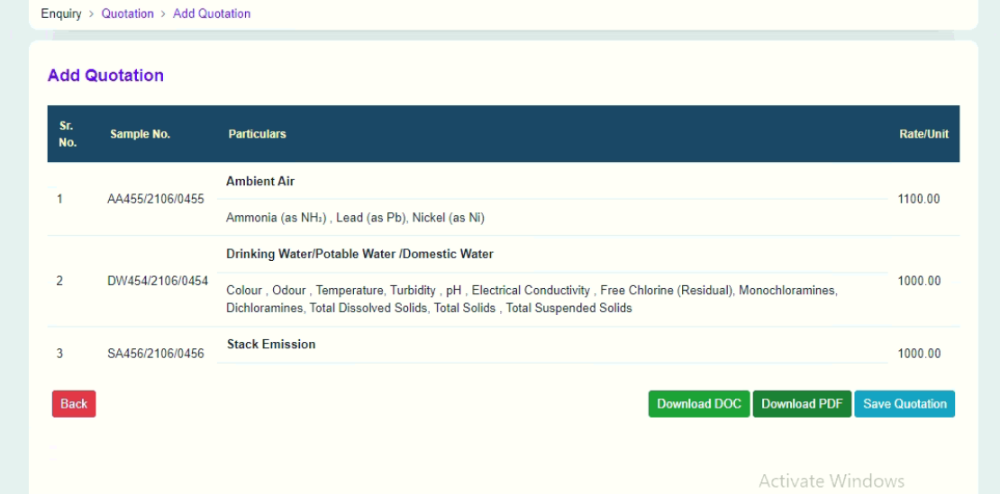 Enquiry > Quotation > Add Quotation
Add Quotation
Sr. No. Sample No. Particulars Rate/Unit
1 AA455/2106/0455 Ambient Air 1100.00
Ammonia (as NH₃) , Lead (as Pb), Nickel (as Ni)
2 DW454/2106/0454 Drinking Water/Potable Water /Domestic Water 1000.00
Colour , Odour , Temperature, Turbidity , pH , Electrical Conductivity , Free Chlorine (Residual), Monochloramines,
Dichloramines, Total Dissolved Solids, Total Solids , Total Suspended Solids
3 SA456/2106/0456 Stack Emission 1000.00
Back Download DOC Download PDF Save Quotation
Activate Windows